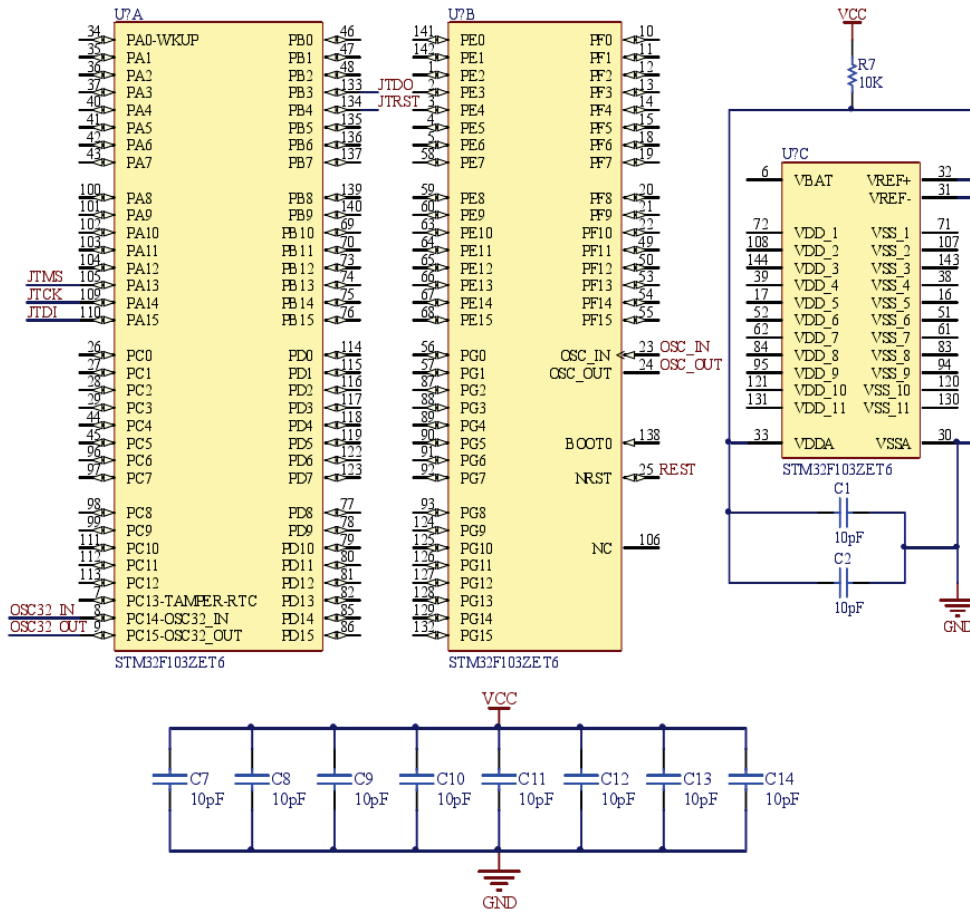 U?A
34 PA0-WKUP PB0 46
35 PA1 PB1 47
36 PA2 PB2 48
37 PA3 PB3 133 JTDO
40 PA4 PB4 134 JTRST
41 PA5 PB5 135
42 PA6 PB6 136
43 PA7 PB7 137
100 PA8 PB8 139
101 PA9 PB9 140
102 PA10 PB10 69
103 PA11 PB11 70
104 PA12 PB12 73
JTMS 105 PA13 PB13 74
JTCK 109 PA14 PB14 75
JTDI 110 PA15 PB15 76
26 PC0 PD0 114
27 PC1 PD1 115
28 PC2 PD2 116
29 PC3 PD3 117
44 PC4 PD4 118
45 PC5 PD5 119
96 PC6 PD6 122
97 PC7 PD7 123
98 PC8 PD8 77
99 PC9 PD9 78
111 PC10 PD10 79
112 PC11 PD11 80
113 PC12 PD12 81
7 PC13-TAMPER-RTC PD13 82
OSC32_IN 8 PC14-OSC32_IN PD14 85
OSC32_OUT 9 PC15-OSC32_OUT PD15 86
STM32F103ZET6
U?B
141 PE0 PF0 10
142 PE1 PF1 11
1 PE2 PF2 12
2 PE3 PF3 13
3 PE4 PF4 14
4 PE5 PF5 15
5 PE6 PF6 18
58 PE7 PF7 19
59 PE8 PF8 20
60 PE9 PF9 21
63 PE10 PF10 22
64 PE11 PF11 49
65 PE12 PF12 50
66 PE13 PF13 53
67 PE14 PF14 54
68 PE15 PF15 55
56 PG0 OSC_IN 23 OSC_IN
57 PG1 OSC_OUT 24 OSC_OUT
87 PG2
88 PG3
89 PG4
90 PG5 BOOT0 138
91 PG6
92 PG7 NRST 25 REST
93 PG8
124 PG9
125 PG10 NC 106
126 PG11
127 PG12
128 PG13
129 PG14
132 PG15
STM32F103ZET6
VCC
R7
10K
U?C
6 VBAT VREF+ 32
VREF- 31
72 VDD_1 VSS_1 71
108 VDD_2 VSS_2 107
144 VDD_3 VSS_3 143
39 VDD_4 VSS_4 38
17 VDD_5 VSS_5 16
52 VDD_6 VSS_6 51
62 VDD_7 VSS_7 61
84 VDD_8 VSS_8 83
95 VDD_9 VSS_9 94
121 VDD_10 VSS_10 120
131 VDD_11 VSS_11 130
33 VDDA VSSA 30
STM32F103ZET6
C1
10pF
C2
10pF
GND
VCC
C7 C8 C9 C10 C11 C12 C13 C14
10pF 10pF 10pF 10pF 10pF 10pF 10pF 10pF
GND